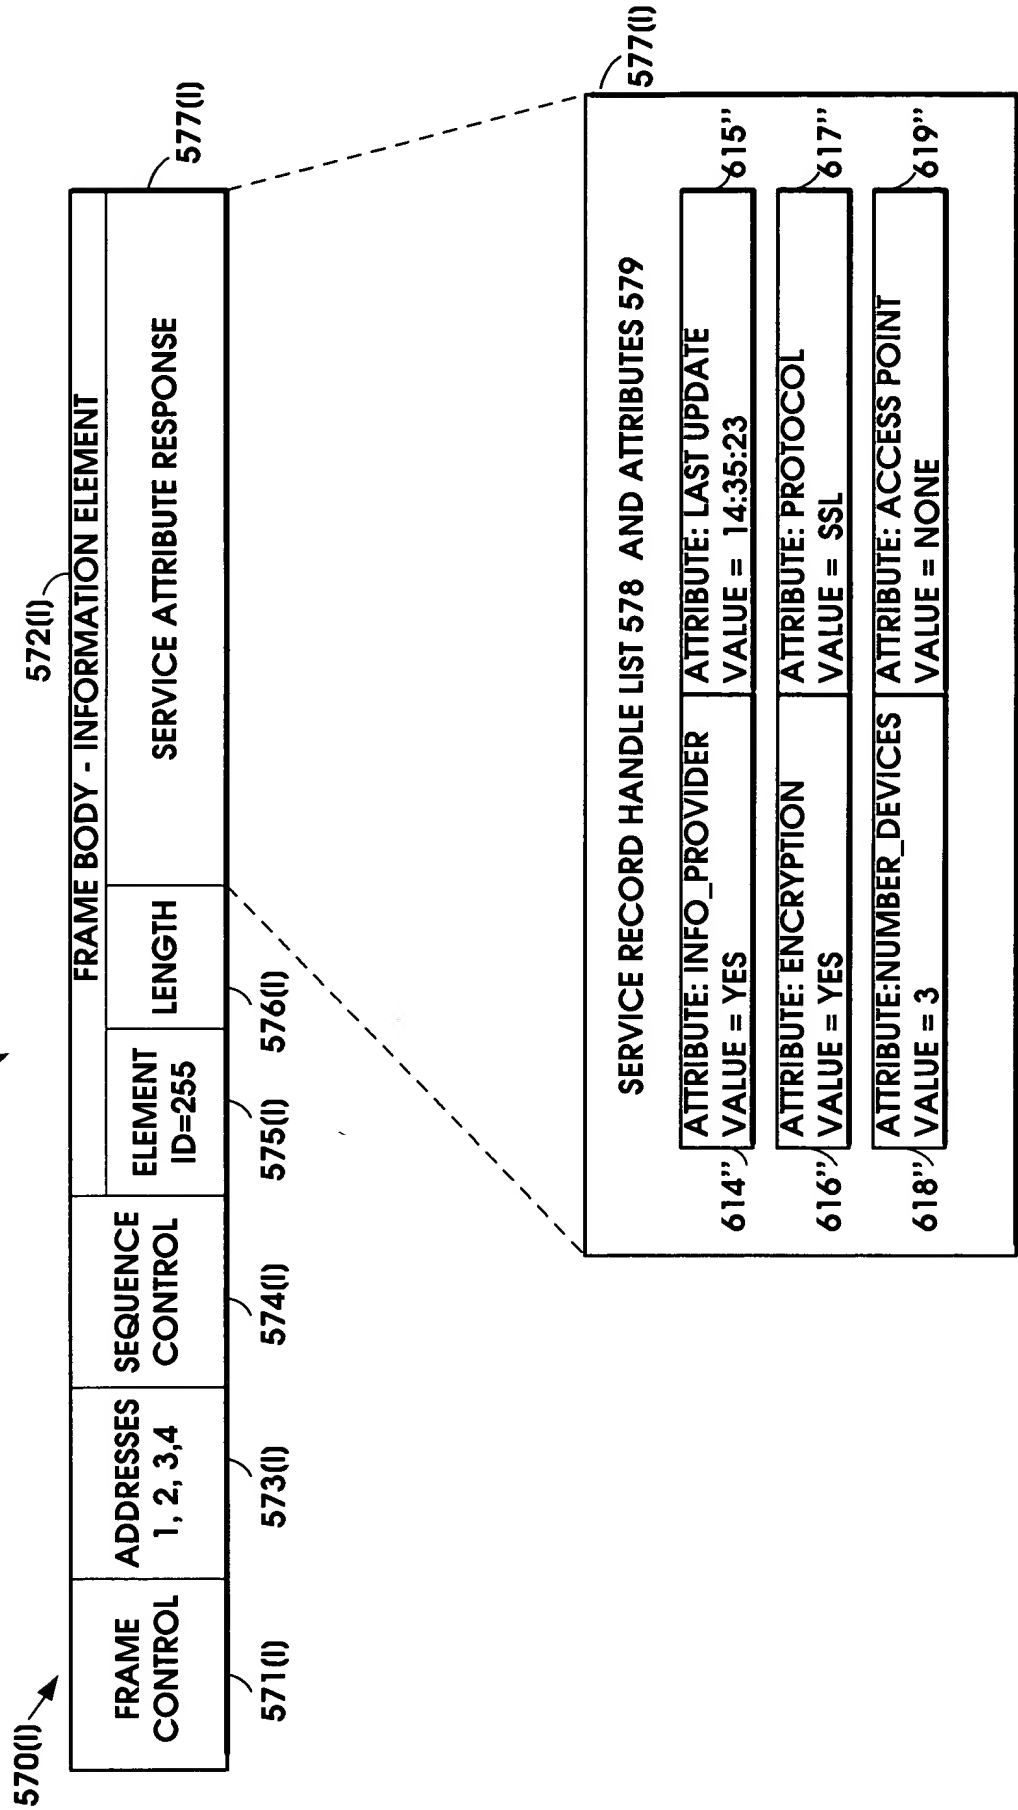 570(I)
572(I)
FRAME BODY - INFORMATION ELEMENT
FRAME
CONTROL
ADDRESSES
1, 2, 3,4
SEQUENCE
CONTROL
ELEMENT
ID=255
LENGTH
SERVICE ATTRIBUTE RESPONSE
577(I)
571(I)
573(I)
574(I)
575(I)
576(I)
577(I)
SERVICE RECORD HANDLE LIST 578 AND ATTRIBUTES 579
614"
ATTRIBUTE: INFO_PROVIDER
VALUE = YES
ATTRIBUTE: LAST UPDATE
VALUE = 14:35:23
615"
616"
ATTRIBUTE: ENCRYPTION
VALUE = YES
ATTRIBUTE: PROTOCOL
VALUE = SSL
617"
618"
ATTRIBUTE:NUMBER_DEVICES
VALUE = 3
ATTRIBUTE: ACCESS POINT
VALUE = NONE
619"